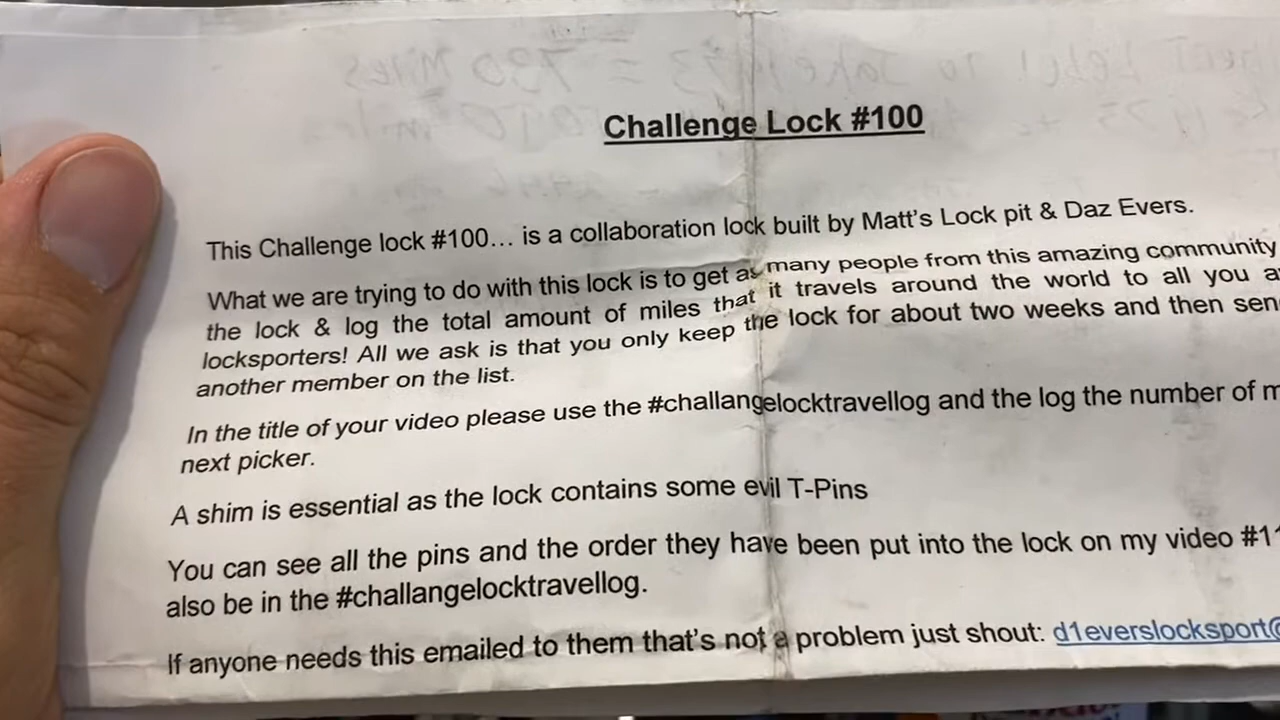 Challenge Lock #100
This Challenge lock #100... is a collaboration lock built by Matt's Lock pit & Daz Evers.
What we are trying to do with this lock is to get as many people from this amazing community
the lock & log the total amount of miles that it travels around the world to all you
locksporters! All we ask is that you only keep the lock for about two weeks and then
another member on the list.
In the title of your video please use the #challangelocktravellog and the log the number of
next picker.
A shim is essential as the lock contains some evil T-Pins
You can see all the pins and the order they have been put into the lock on my video
also be in the #challangelocktravellog.
If anyone needs this emailed to them that's not a problem just shout: d1everslocksport@